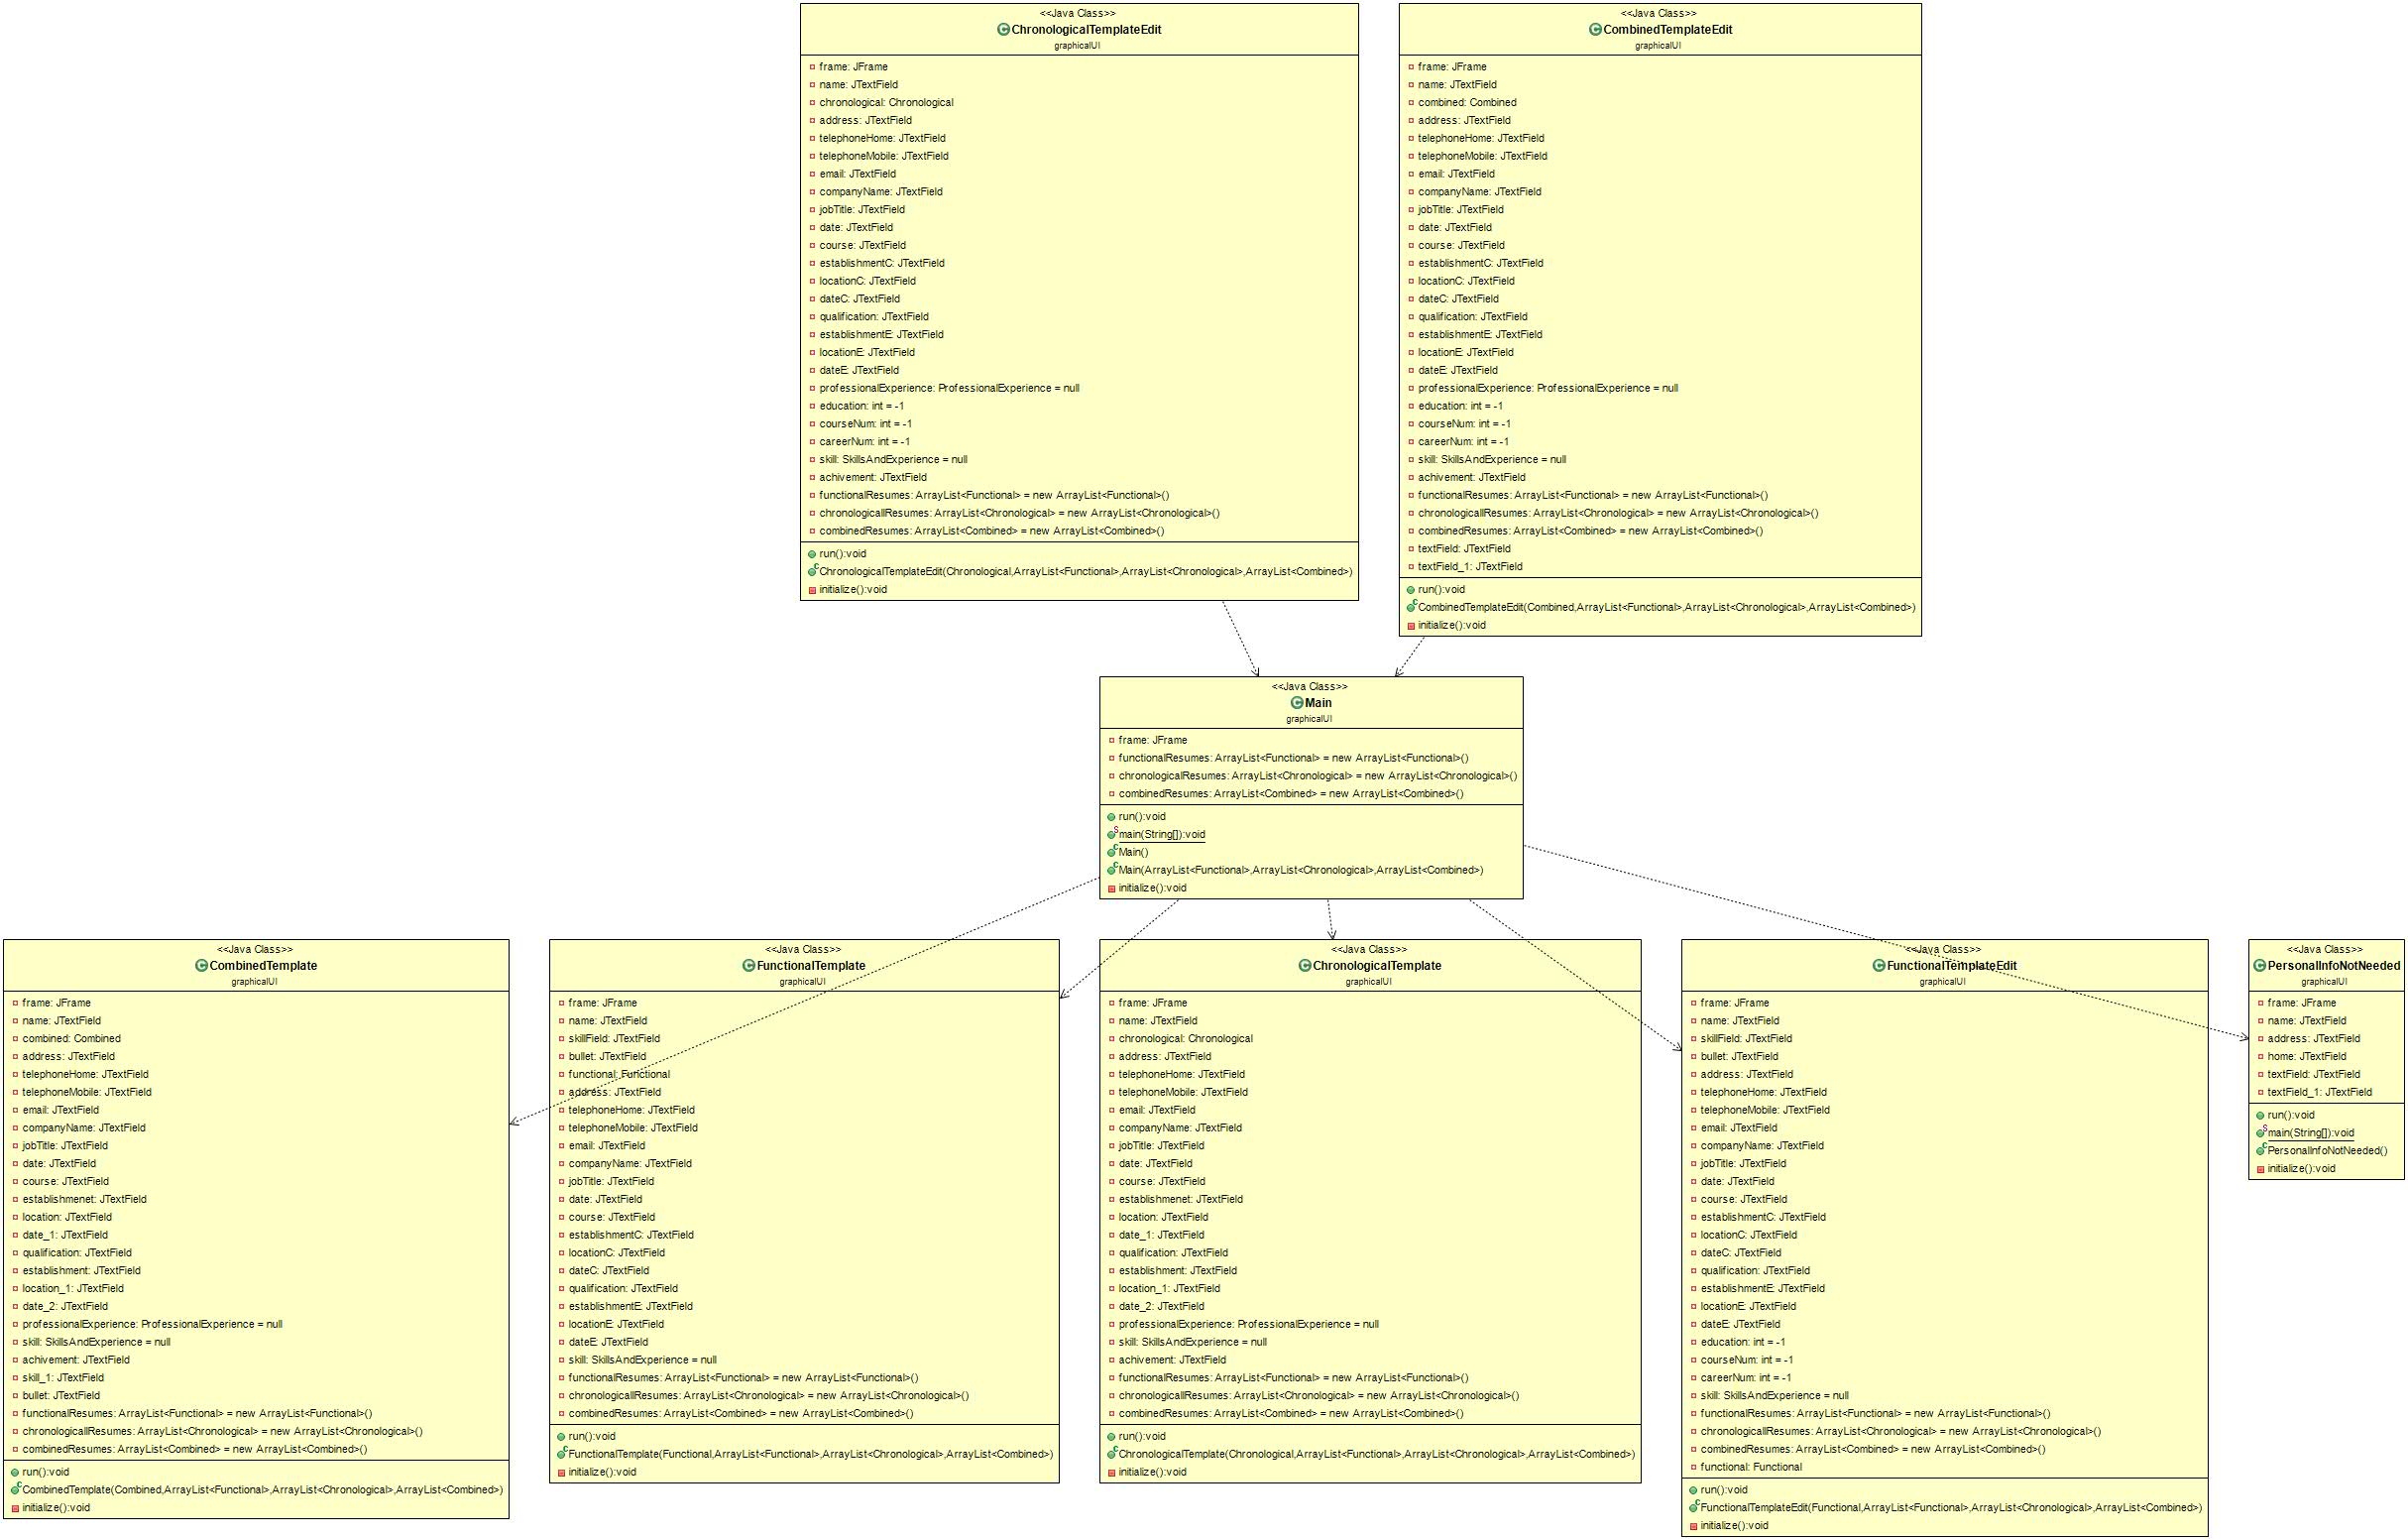 <<Java Class>>
ChronologicalTemplateEdit
graphicalUI
frame: JFrame
name: JTextField
chronological: Chronological
address: JTextField
telephoneHome: JTextField
telephoneMobile: JTextField
email: JTextField
companyName: JTextField
jobTitle: JTextField
date: JTextField
course: JTextField
establishmentC: JTextField
locationC: JTextField
dateC: JTextField
qualification: JTextField
establishmentE: JTextField
locationE: JTextField
dateE: JTextField
professionalExperience: ProfessionalExperience = null
education: int = -1
courseNum: int = -1
careerNum: int = -1
skill: SkillsAndExperience = null
achivement: JTextField
functionalResumes: ArrayList<Functional> = new ArrayList<Functional>()
chronologicallResumes: ArrayList<Chronological> = new ArrayList<Chronological>()
combinedResumes: ArrayList<Combined> = new ArrayList<Combined>()
run():void
ChronologicalTemplateEdit(Chronological,ArrayList<Functional>,ArrayList<Chronological>,ArrayList<Combined>)
initialize():void
<<Java Class>>
CombinedTemplateEdit
graphicalUI
frame: JFrame
name: JTextField
combined: Combined
address: JTextField
telephoneHome: JTextField
telephoneMobile: JTextField
email: JTextField
companyName: JTextField
jobTitle: JTextField
date: JTextField
course: JTextField
establishmentC: JTextField
locationC: JTextField
dateC: JTextField
qualification: JTextField
establishmentE: JTextField
locationE: JTextField
dateE: JTextField
professionalExperience: ProfessionalExperience = null
education: int = -1
courseNum: int = -1
careerNum: int = -1
skill: SkillsAndExperience = null
achivement: JTextField
functionalResumes: ArrayList<Functional> = new ArrayList<Functional>()
chronologicallResumes: ArrayList<Chronological> = new ArrayList<Chronological>()
combinedResumes: ArrayList<Combined> = new ArrayList<Combined>()
textField: JTextField
textField_1: JTextField
run():void
CombinedTemplateEdit(Combined,ArrayList<Functional>,ArrayList<Chronological>,ArrayList<Combined>)
initialize():void
<<Java Class>>
Main
graphicalUI
frame: JFrame
functionalResumes: ArrayList<Functional> = new ArrayList<Functional>()
chronologicalResumes: ArrayList<Chronological> = new ArrayList<Chronological>()
combinedResumes: ArrayList<Combined> = new ArrayList<Combined>()
run():void
main(String[]):void
Main()
Main(ArrayList<Functional>,ArrayList<Chronological>,ArrayList<Combined>)
initialize():void
<<Java Class>>
CombinedTemplate
graphicalUI
frame: JFrame
name: JTextField
combined: Combined
address: JTextField
telephoneHome: JTextField
telephoneMobile: JTextField
email: JTextField
companyName: JTextField
jobTitle: JTextField
date: JTextField
course: JTextField
establishmenet: JTextField
location: JTextField
date_1: JTextField
qualification: JTextField
establishment: JTextField
location_1: JTextField
date_2: JTextField
professionalExperience: ProfessionalExperience = null
skill: SkillsAndExperience = null
achivement: JTextField
skill_1: JTextField
bullet: JTextField
functionalResumes: ArrayList<Functional> = new ArrayList<Functional>()
chronologicallResumes: ArrayList<Chronological> = new ArrayList<Chronological>()
combinedResumes: ArrayList<Combined> = new ArrayList<Combined>()
run():void
CombinedTemplate(Combined,ArrayList<Functional>,ArrayList<Chronological>,ArrayList<Combined>)
initialize():void
<<Java Class>>
FunctionalTemplate
graphicalUI
frame: JFrame
name: JTextField
skillField: JTextField
bullet: JTextField
functional: Functional
address: JTextField
telephoneHome: JTextField
telephoneMobile: JTextField
email: JTextField
companyName: JTextField
jobTitle: JTextField
date: JTextField
course: JTextField
establishmentC: JTextField
locationC: JTextField
dateC: JTextField
qualification: JTextField
establishmentE: JTextField
locationE: JTextField
dateE: JTextField
skill: SkillsAndExperience = null
functionalResumes: ArrayList<Functional> = new ArrayList<Functional>()
chronologicallResumes: ArrayList<Chronological> = new ArrayList<Chronological>()
combinedResumes: ArrayList<Combined> = new ArrayList<Combined>()
run():void
FunctionalTemplate(Functional,ArrayList<Functional>,ArrayList<Chronological>,ArrayList<Combined>)
initialize():void
<<Java Class>>
ChronologicalTemplate
graphicalUI
frame: JFrame
name: JTextField
chronological: Chronological
address: JTextField
telephoneHome: JTextField
telephoneMobile: JTextField
email: JTextField
companyName: JTextField
jobTitle: JTextField
date: JTextField
course: JTextField
establishmenet: JTextField
location: JTextField
date_1: JTextField
qualification: JTextField
establishment: JTextField
location_1: JTextField
date_2: JTextField
professionalExperience: ProfessionalExperience = null
skill: SkillsAndExperience = null
achivement: JTextField
functionalResumes: ArrayList<Functional> = new ArrayList<Functional>()
chronologicallResumes: ArrayList<Chronological> = new ArrayList<Chronological>()
combinedResumes: ArrayList<Combined> = new ArrayList<Combined>()
run():void
ChronologicalTemplate(Chronological,ArrayList<Functional>,ArrayList<Chronological>,ArrayList<Combined>)
initialize():void
<<Java Class>>
FunctionalTemplateEdit
graphicalUI
frame: JFrame
name: JTextField
skillField: JTextField
bullet: JTextField
address: JTextField
telephoneHome: JTextField
telephoneMobile: JTextField
email: JTextField
companyName: JTextField
jobTitle: JTextField
date: JTextField
course: JTextField
establishmentC: JTextField
locationC: JTextField
dateC: JTextField
qualification: JTextField
establishmentE: JTextField
locationE: JTextField
dateE: JTextField
education: int = -1
courseNum: int = -1
careerNum: int = -1
skill: SkillsAndExperience = null
functionalResumes: ArrayList<Functional> = new ArrayList<Functional>()
chronologicallResumes: ArrayList<Chronological> = new ArrayList<Chronological>()
combinedResumes: ArrayList<Combined> = new ArrayList<Combined>()
functional: Functional
run():void
FunctionalTemplateEdit(Functional,ArrayList<Functional>,ArrayList<Chronological>,ArrayList<Combined>)
initialize():void
<<Java Class>>
PersonalInfoNotNeeded
graphicalUI
frame: JFrame
name: JTextField
address: JTextField
home: JTextField
textField: JTextField
textField_1: JTextField
run():void
main(String[]):void
PersonalInfoNotNeeded()
initialize():void